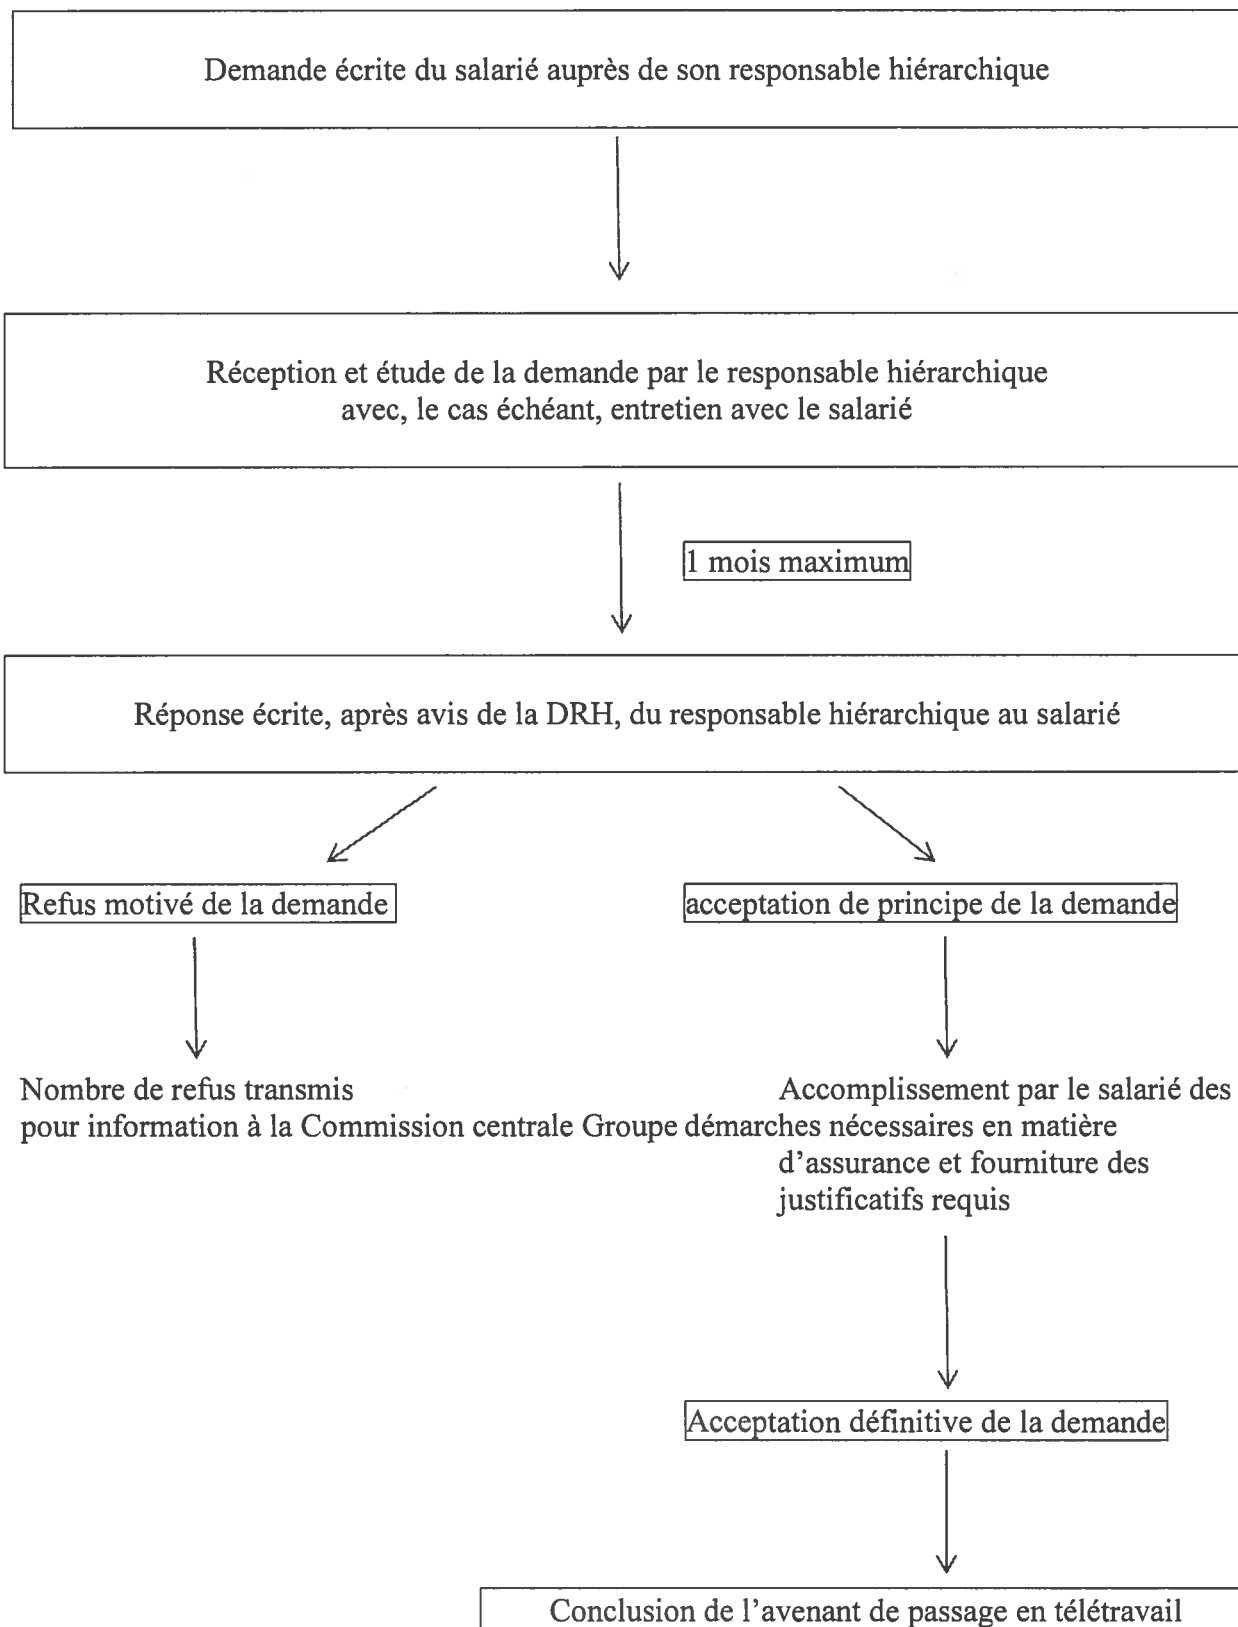 Demande écrite du salarié auprès de son responsable hiérarchique
Réception et étude de la demande par le responsable hiérarchique
avec, le cas échéant, entretien avec le salarié
1 mois maximum
Réponse écrite, après avis de la DRH, du responsable hiérarchique au salarié
Refus motivé de la demande
acceptation de principe de la demande
Nombre de refus transmis
pour information à la Commission centrale Groupe
Accomplissement par le salarié des
démarches nécessaires en matière
d’assurance et fourniture des
justificatifs requis
Acceptation définitive de la demande
Conclusion de l’avenant de passage en télétravail